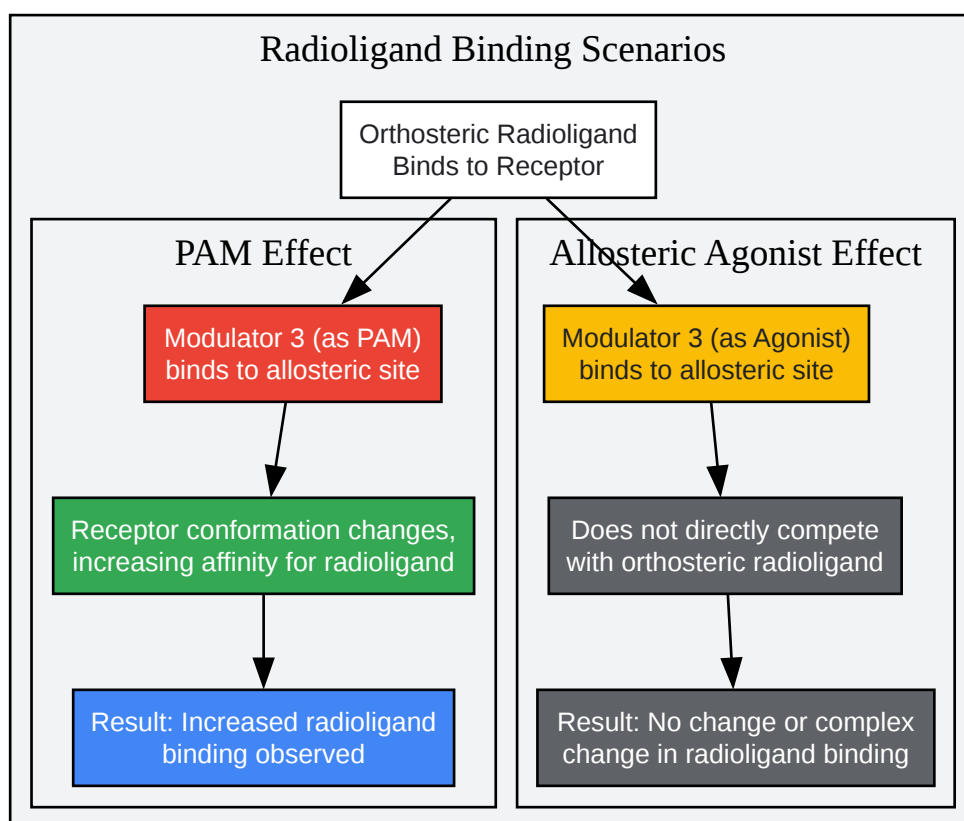 Radioligand Binding Scenarios
Orthosteric Radioligand
Binds to Receptor
PAM Effect
Modulator 3 (as PAM)
binds to allosteric site
Receptor conformation changes,
increasing affinity for radioligand
Result: Increased radioligand
binding observed
Allosteric Agonist Effect
Modulator 3 (as Agonist)
binds to allosteric site
Does not directly compete
with orthosteric radioligand
Result: No change or complex
change in radioligand binding